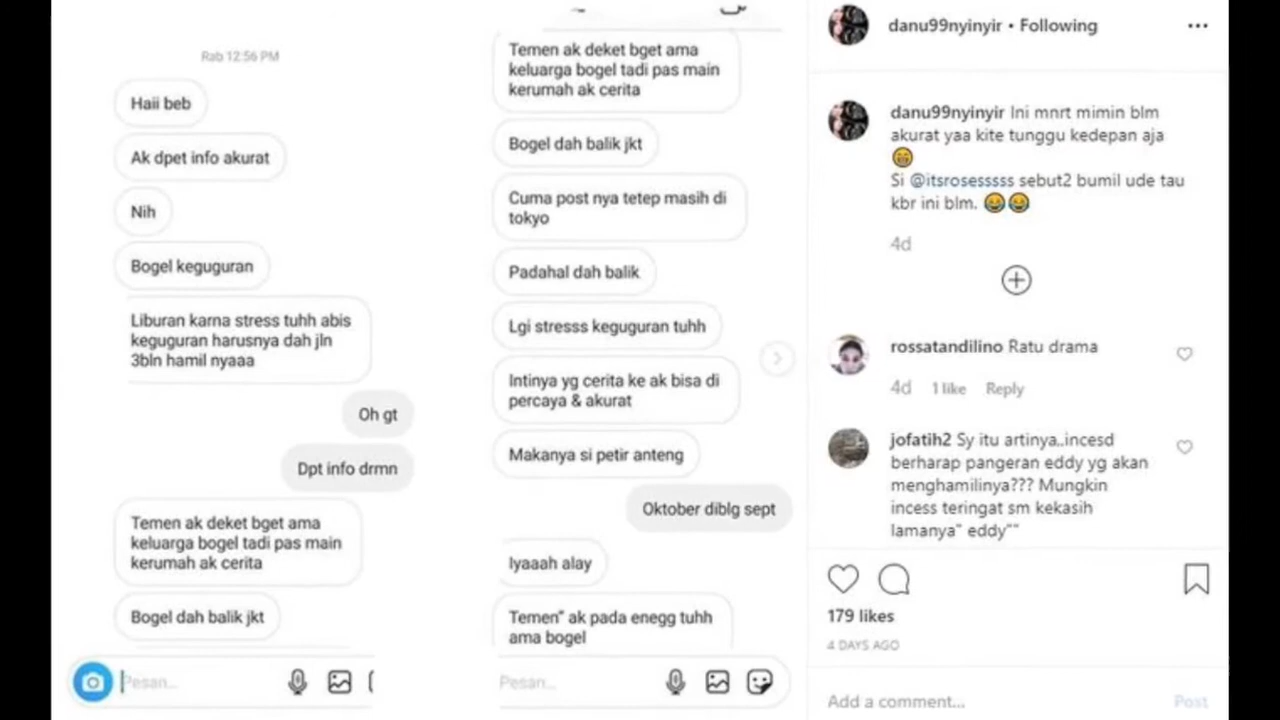 Rab 12:56 PM
Haii beb
Ak dpet info akurat
Nih
Bogel keguguran
Liburan karna stress tuhh abis
keguguran harusnya dah jln
3bln hamil nyaaa
Oh gt
Dpt info drmn
Temen ak deket bget ama
keluarga bogel tadi pas main
kerumah ak cerita
Bogel dah balik jkt
Pesan...
Temen ak deket bget ama
keluarga bogel tadi pas main
kerumah ak cerita
Bogel dah balik jkt
Cuma post nya tetep masih di
tokyo
Padahal dah balik
Lgi stresss keguguran tuhh
Intinya yg cerita ke ak bisa di
percaya & akurat
Makanya si petir anteng
Oktober diblg sept
Iyaaah alay
Temen" ak pada enegg tuhh
ama bogel
Pesan...
danu99nyinyir • Following
danu99nyinyir Ini mnrt mimin blm
akurat yaa kite tunggu kedepan aja
😁
Si @itsrosesssss sebut2 bumil ude tau
kbr ini blm. 😂😂
4d
rossatandilino Ratu drama
4d 1 like Reply
jofatih2 Sy itu artinya..incesd
berharap pangeran eddy yg akan
menghamilinya??? Mungkin
incess teringat sm kekasih
lamanya" eddy""
179 likes
4 DAYS AGO
Add a comment... Post